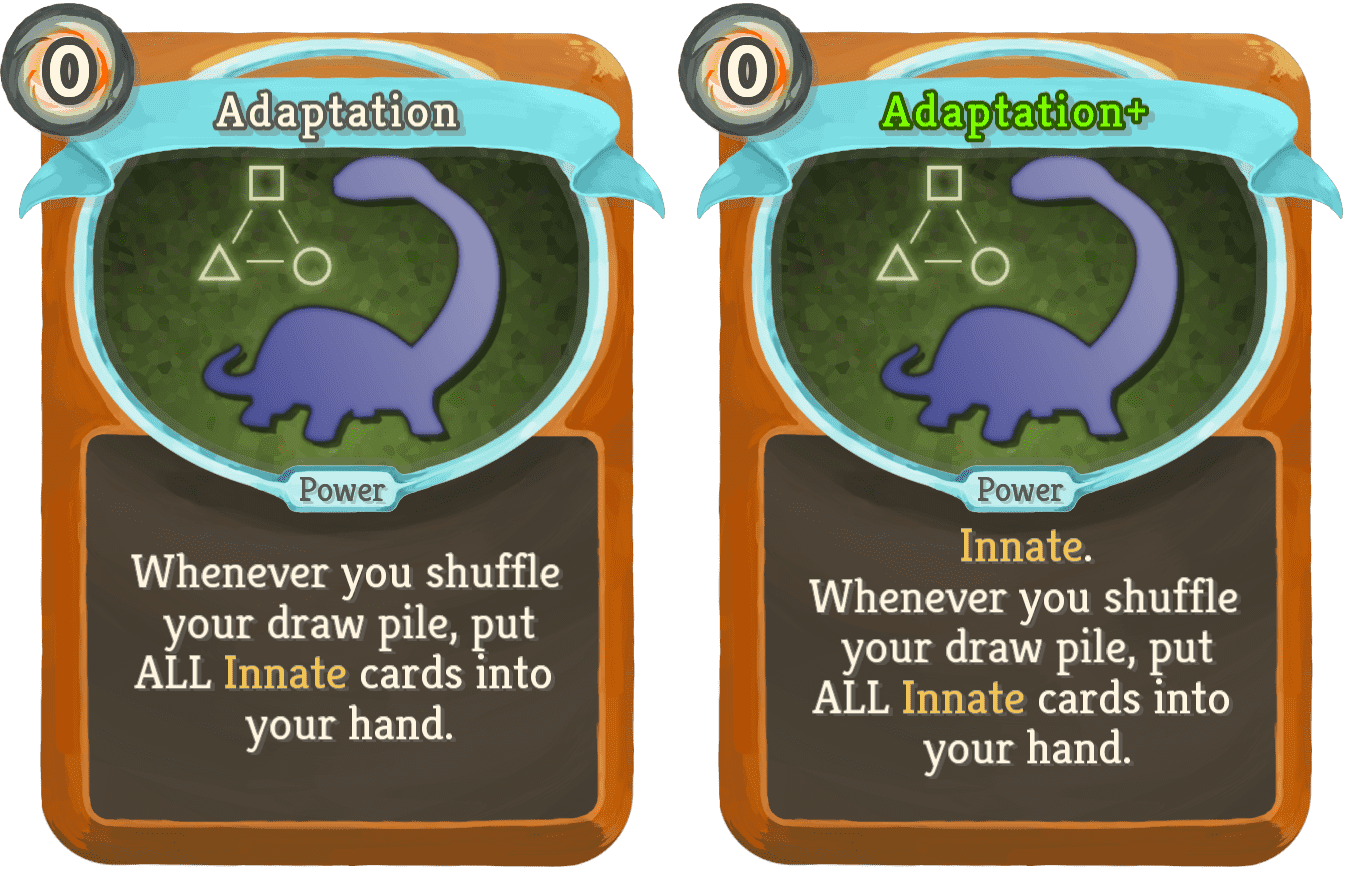 0
Adaptation
Power
Whenever you shuffle
your draw pile, put
ALL Innate cards into
your hand.
0
Adaptation+
Power
Innate.
Whenever you shuffle
your draw pile, put
ALL Innate cards into
your hand.